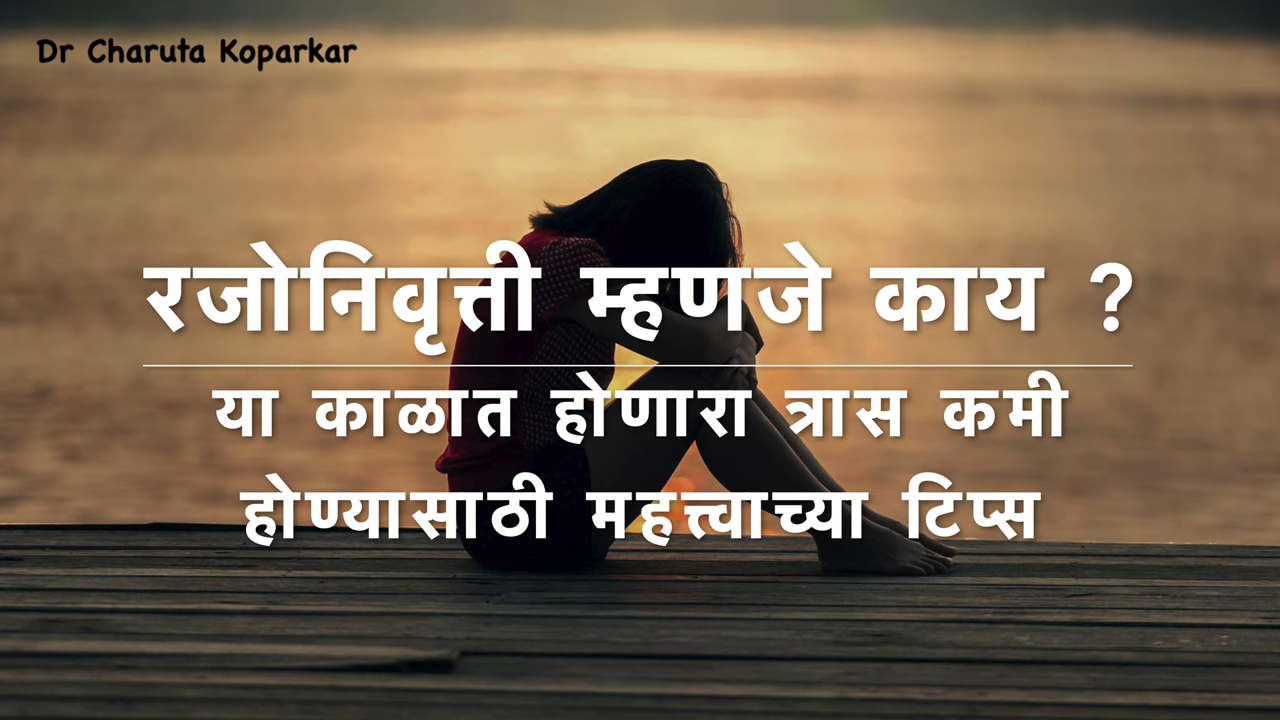 Dr Charuta Koparkar
रजोनिवृत्ती म्हणजे काय ?
या काळात होणारा त्रास कमी
होण्यासाठी महत्त्वाच्या टिप्स